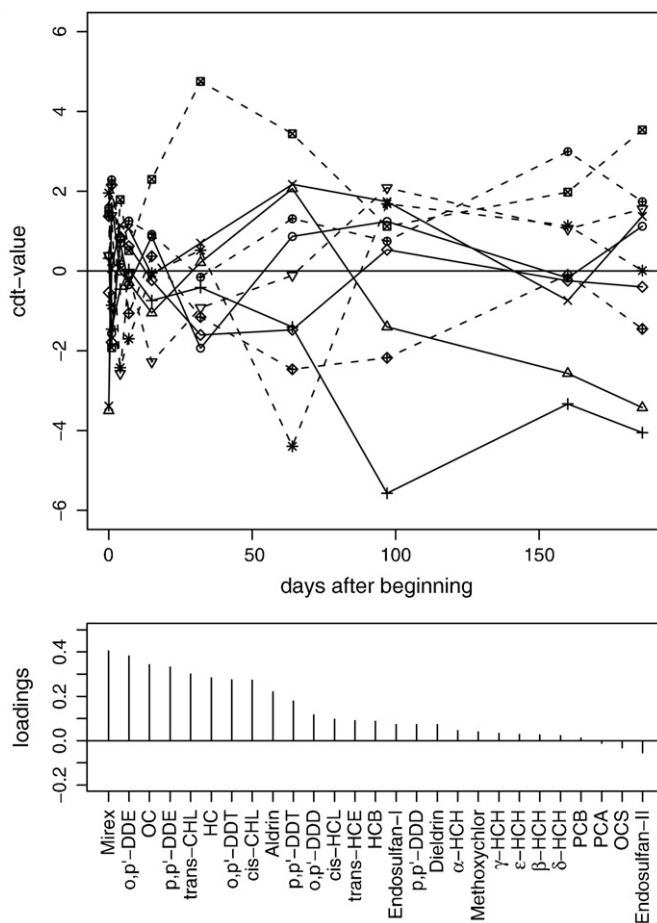 6
4
2
0
-2
-4
-6
cdt-value
0 50 100 150
days after beginning
0.4
0.2
0.0
-0.2
loadings
Mirex
o,p'-DDE
OC
p,p'-DDE
trans-CHL
HC
o,p'-DDT
cis-CHL
Aldrin
p,p'-DDT
o,p'-DDD
cis-HCL
trans-HCE
HCB
Endosulfan-I
p,p'-DDD
Dieldrin
α-HCH
Methoxychlor
γ-HCH
ε-HCH
β-HCH
δ-HCH
PCB
PCA
OCS
Endosulfan-II